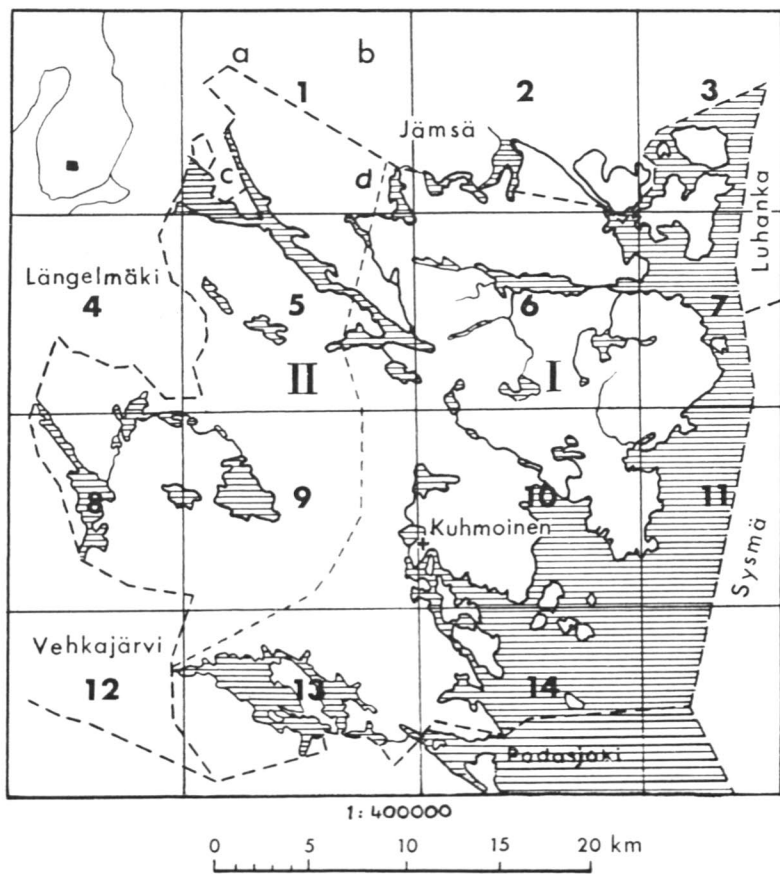 a b
1 2 3
Jämsä
c d
Luhanka
Längelmäki
4 5 6 7
II I
8 9 10 11
Kuhmoinen
Sysmä
Vehkajärvi
12 13 14
Padasjoki
1:400000
0 5 10 15 20 km